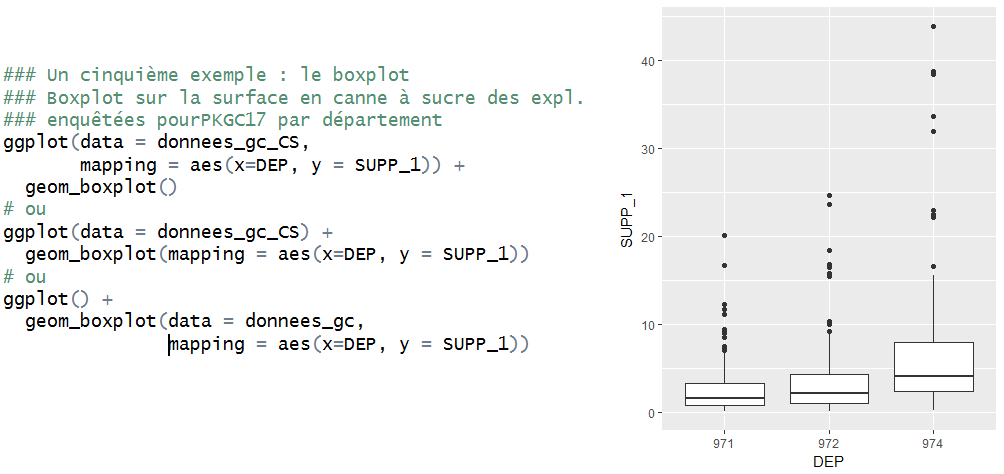 ### Un cinquième exemple : le boxplot
### Boxplot sur la surface en canne à sucre des expl.
### enquêtées pourPKGC17 par département
ggplot(data = donnees_gc_CS,
       mapping = aes(x=DEP, y = SUPP_1)) +
  geom_boxplot()
# ou
ggplot(data = donnees_gc_CS) +
  geom_boxplot(mapping = aes(x=DEP, y = SUPP_1))
# ou
ggplot() +
  geom_boxplot(data = donnees_gc,
               mapping = aes(x=DEP, y = SUPP_1))
SUPP_1
40
30
20
10
0
971 972 974
DEP